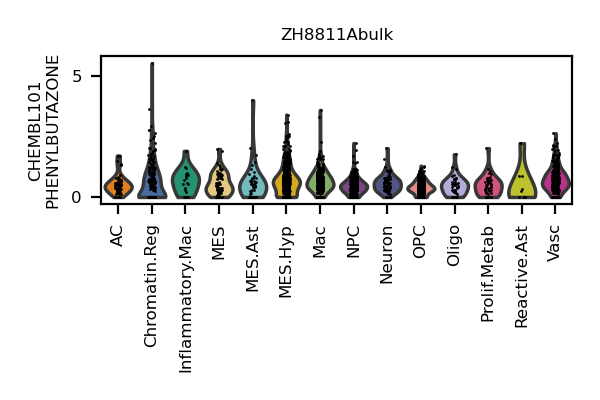 ZH8811Abulk
CHEMBL101
PHENYLBUTAZONE
5
0
AC
Chromatin.Reg
Inflammatory.Mac
MES
MES.Ast
MES.Hyp
Mac
NPC
Neuron
OPC
Oligo
Prolif.Metab
Reactive.Ast
Vasc